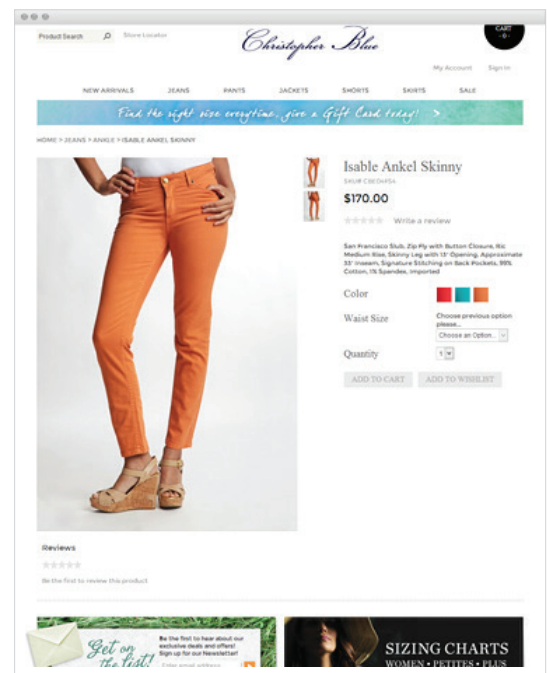 Product Search
Store Locator
Christopher Blue
CART
- 0 -
My Account Sign In
NEW ARRIVALS JEANS PANTS JACKETS SHORTS SKIRTS SALE
Find the right size everytime, give a Gift Card today! >
HOME > JEANS > ANKLE > ISABLE ANKEL SKINNY
Isable Ankel Skinny
$170.00
Write a review
San Francisco Slub, Zip Fly with Button Closure,
Medium Rise, Skinny Leg with 13" Opening, Approximate
33" Inseam, Signature Stitching on Back Pockets, 99%
Cotton, 1% Spandex, Imported
Color
Waist Size
Choose previous option
please...
Choose an Option...
Quantity
1
ADD TO CART ADD TO WISHLIST
Reviews
Be the first to review this product
Get on
the list!
Be the first to hear about our
exclusive deals and offers!
Sign up for our Newsletter!
Enter email address
SIZING CHARTS
WOMEN • PETITES • PLUS